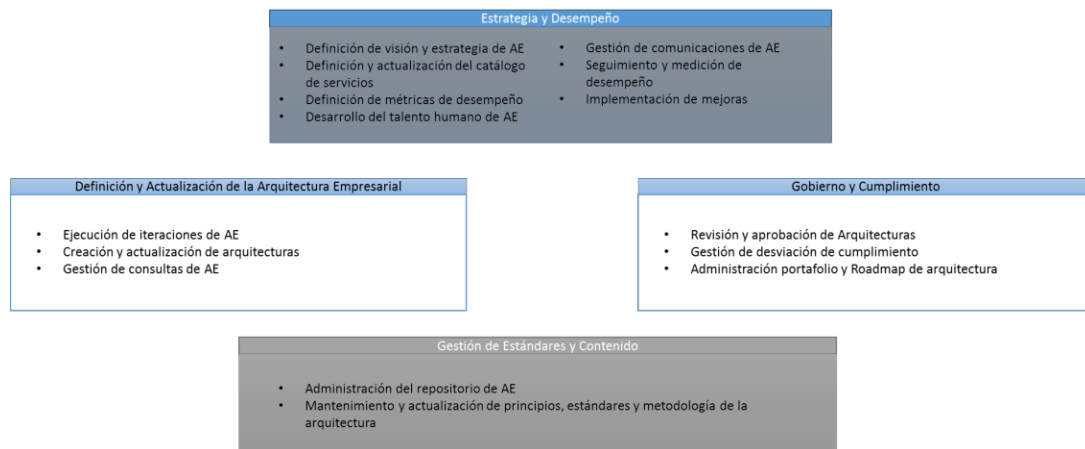 Estrategia y Desempeño
• Definición de visión y estrategia de AE
• Definición y actualización del catálogo
de servicios
• Definición de métricas de desempeño
• Desarrollo del talento humano de AE
• Gestión de comunicaciones de AE
• Seguimiento y medición de
desempeño
• Implementación de mejoras
Definición y Actualización de la Arquitectura Empresarial
• Ejecución de iteraciones de AE
• Creación y actualización de arquitecturas
• Gestión de consultas de AE
Gobierno y Cumplimiento
• Revisión y aprobación de Arquitecturas
• Gestión de desviación de cumplimiento
• Administración portafolio y Roadmap de arquitectura
Gestión de Estándares y Contenido
• Administración del repositorio de AE
• Mantenimiento y actualización de principios, estándares y metodología de la
arquitectura